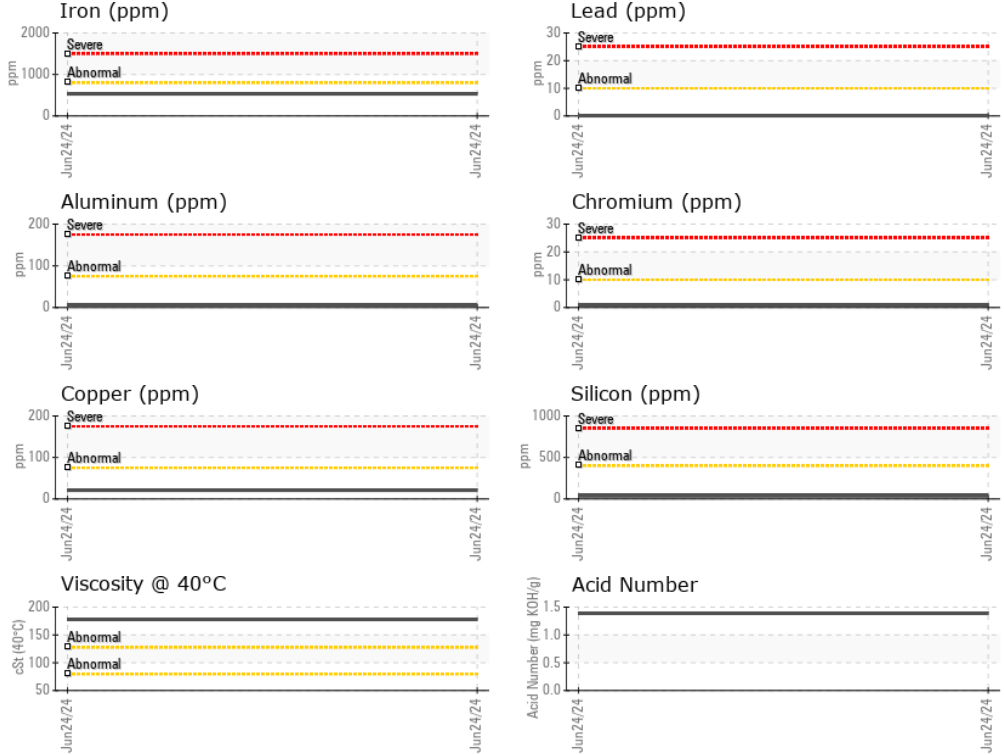 Iron (ppm)
2000
1000
0
ppm
Severe
Abnormal
Jun24/24
Jun24/24
Lead (ppm)
30
20
10
0
ppm
Severe
Abnormal
Jun24/24
Jun24/24
Aluminum (ppm)
200
100
0
ppm
Severe
Abnormal
Jun24/24
Jun24/24
Chromium (ppm)
30
20
10
0
ppm
Severe
Abnormal
Jun24/24
Jun24/24
Copper (ppm)
200
100
0
ppm
Severe
Abnormal
Jun24/24
Jun24/24
Silicon (ppm)
1000
500
0
ppm
Severe
Abnormal
Jun24/24
Jun24/24
Viscosity @ 40°C
200
150
100
50
cSt (40°C)
Abnormal
Abnormal
Jun24/24
Jun24/24
Acid Number
1.5
1.0
0.5
0.0
Acid Number (mg KOH/g)
Jun24/24
Jun24/24